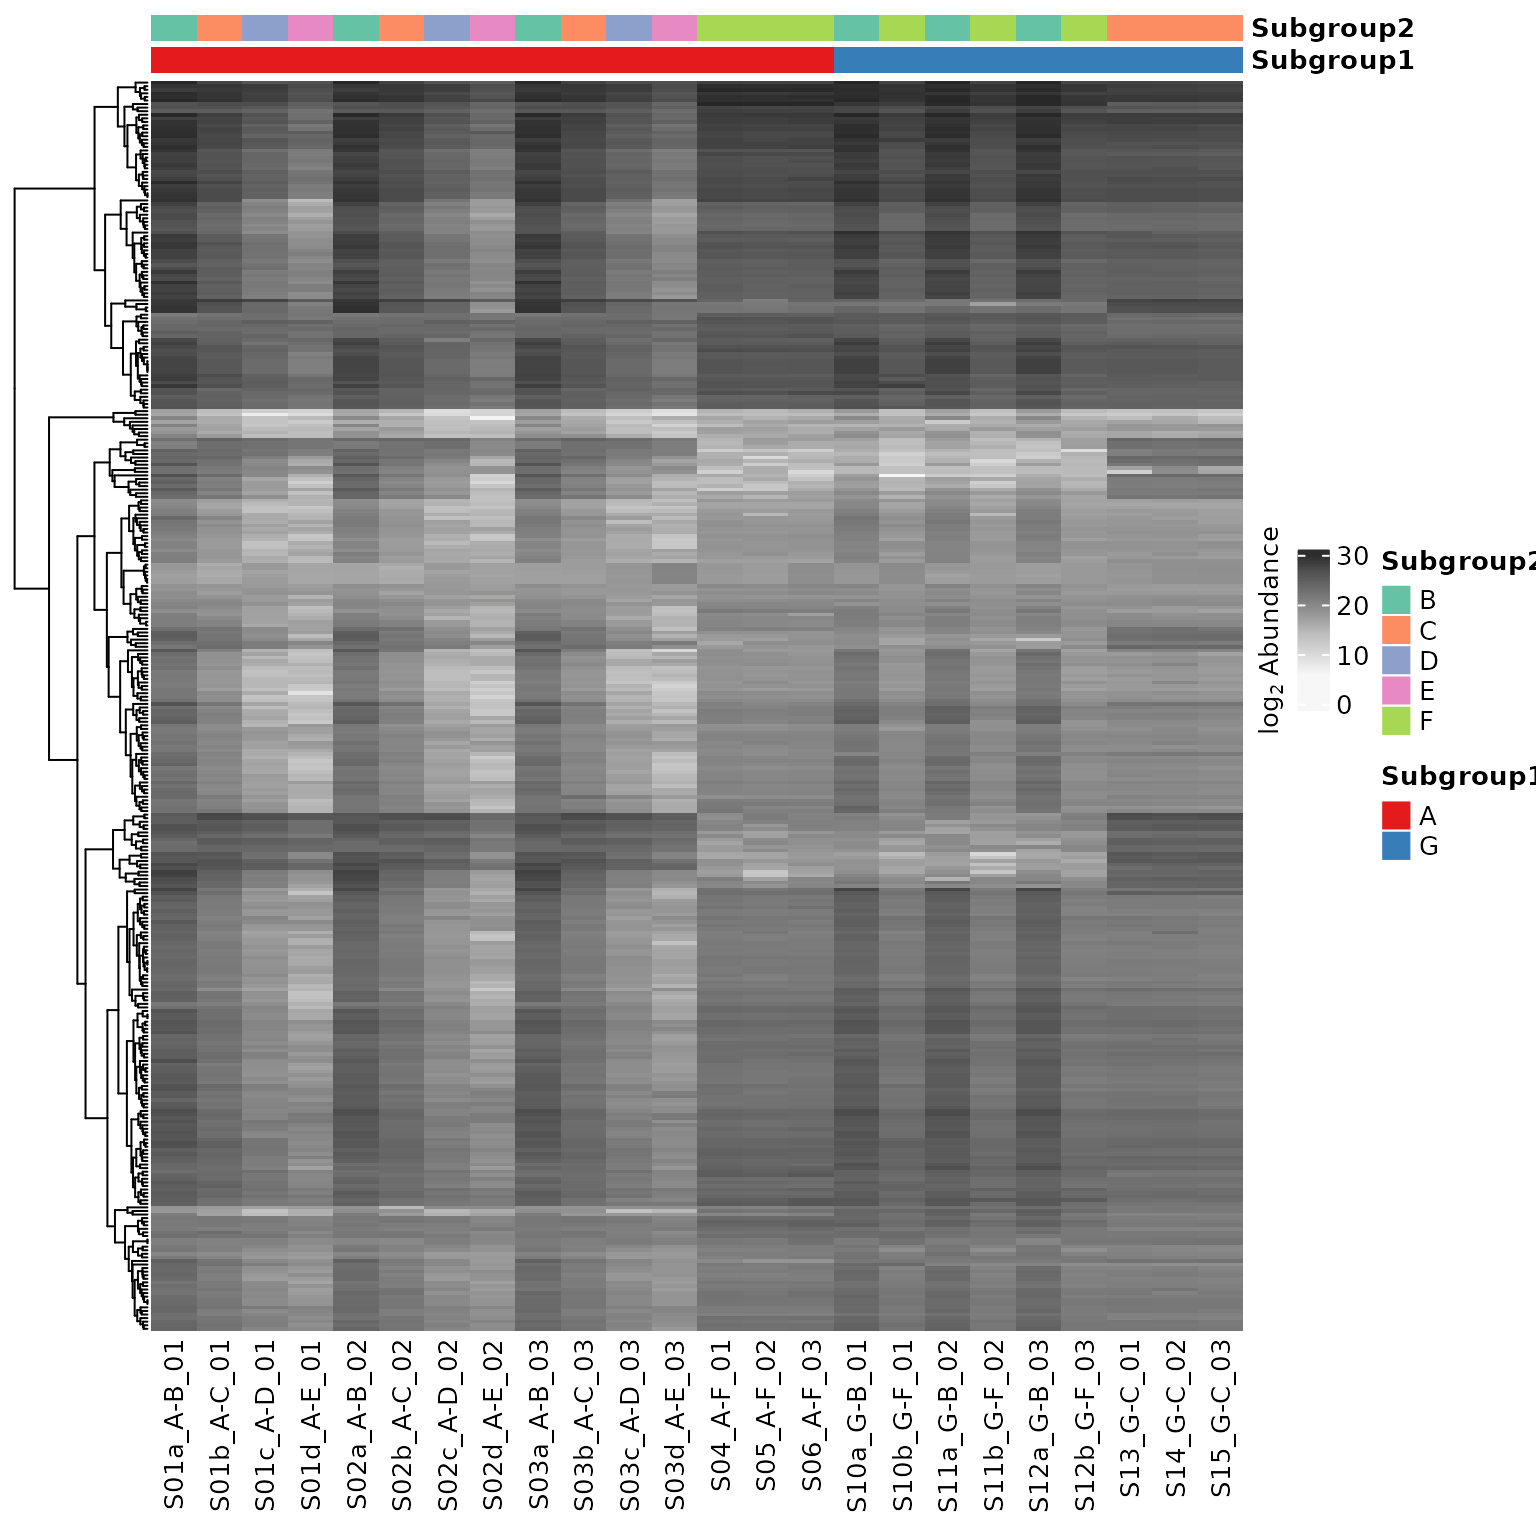 Subgroup2
Subgroup1
log2 Abundance
30
20
10
0
Subgroup2
B
C
D
E
F
Subgroup1
A
G
S01a_A-B_01
S01b_A-C_01
S01c_A-D_01
S01d_A-E_01
S02a_A-B_02
S02b_A-C_02
S02c_A-D_02
S02d_A-E_02
S03a_A-B_03
S03b_A-C_03
S03c_A-D_03
S03d_A-E_03
S04_A-F_01
S05_A-F_02
S06_A-F_03
S10a_G-B_01
S10b_G-F_01
S11a_G-B_02
S11b_G-F_02
S12a_G-B_03
S12b_G-F_03
S13_G-C_01
S14_G-C_02
S15_G-C_03